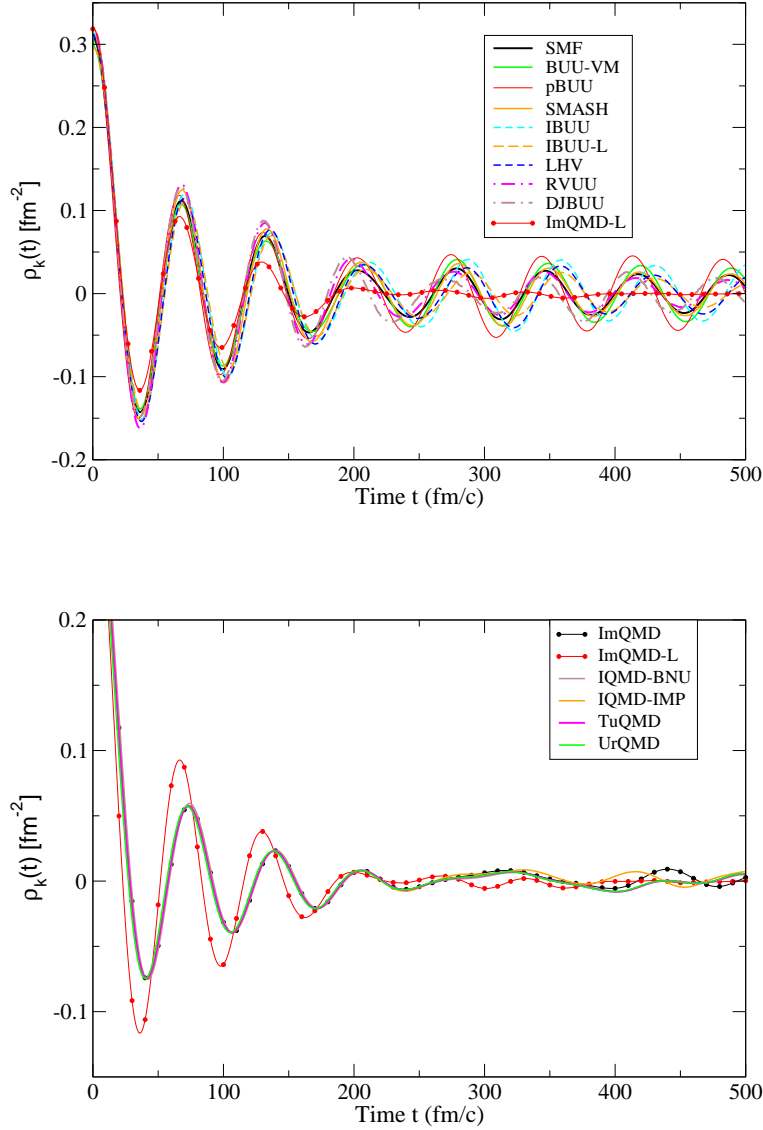 0.3
0.2
0.1
0
-0.1
-0.2
ρk(t) [fm-2]
SMF
BUU-VM
pBUU
SMASH
IBUU
IBUU-L
LHV
RVUU
DJBUU
ImQMD-L
0 100 200 300 400 500
Time t (fm/c)
0.2
0.1
0
-0.1
ρk(t) [fm-2]
ImQMD
ImQMD-L
IQMD-BNU
IQMD-IMP
TuQMD
UrQMD
0 100 200 300 400 500
Time t (fm/c)